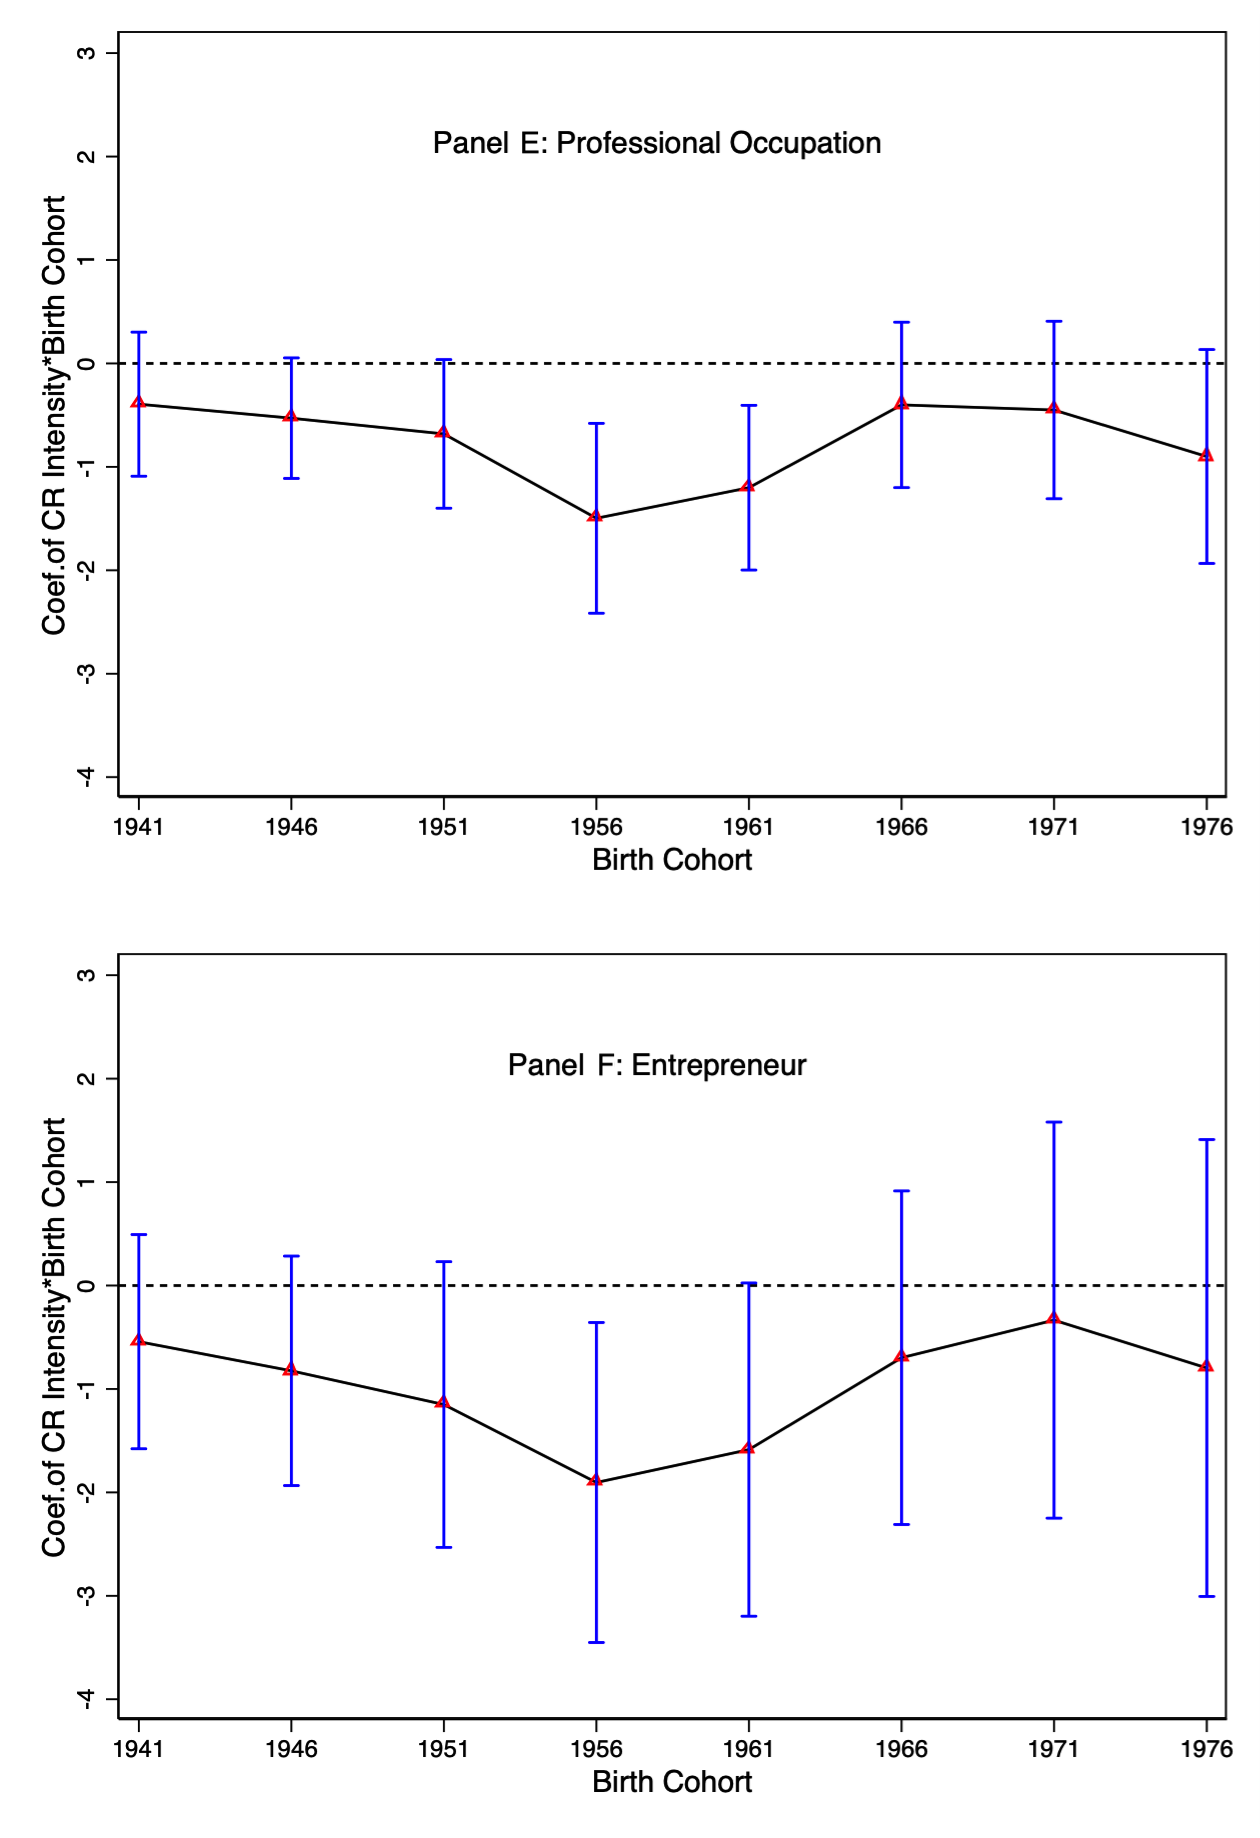 3
2
1
0
-1
-2
-3
-4
Coef.of CR Intensity*Birth Cohort
Panel E: Professional Occupation
1941 1946 1951 1956 1961 1966 1971 1976
Birth Cohort
3
2
1
0
-1
-2
-3
-4
Coef.of CR Intensity*Birth Cohort
Panel F: Entrepreneur
1941 1946 1951 1956 1961 1966 1971 1976
Birth Cohort